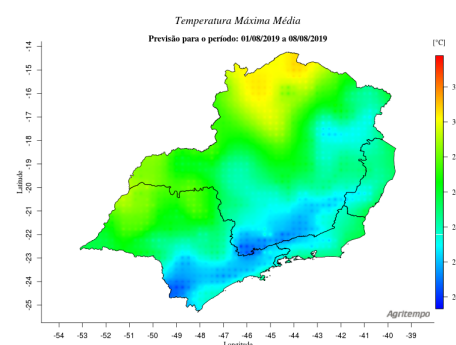 Temperatura Máxima Média
Previsão para o período: 01/08/2019 a 08/08/2019
[°C]
-14
-15
-16
-17
-18
-19
-20
-21
-22
-23
-24
-25
Latitude
-54 -53 -52 -51 -50 -49 -48 -47 -46 -45 -44 -43 -42 -41 -40 -39
Longitude
Agritempo